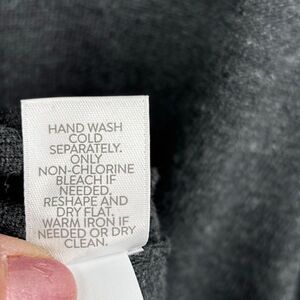 HAND WASH
COLD
SEPARATELY.
ONLY
NON-CHLORINE
BLEACH IF
NEEDED.
RESHAPE AND
DRY FLAT.
WARM IRON IF
NEEDED OR DRY
CLEAN.